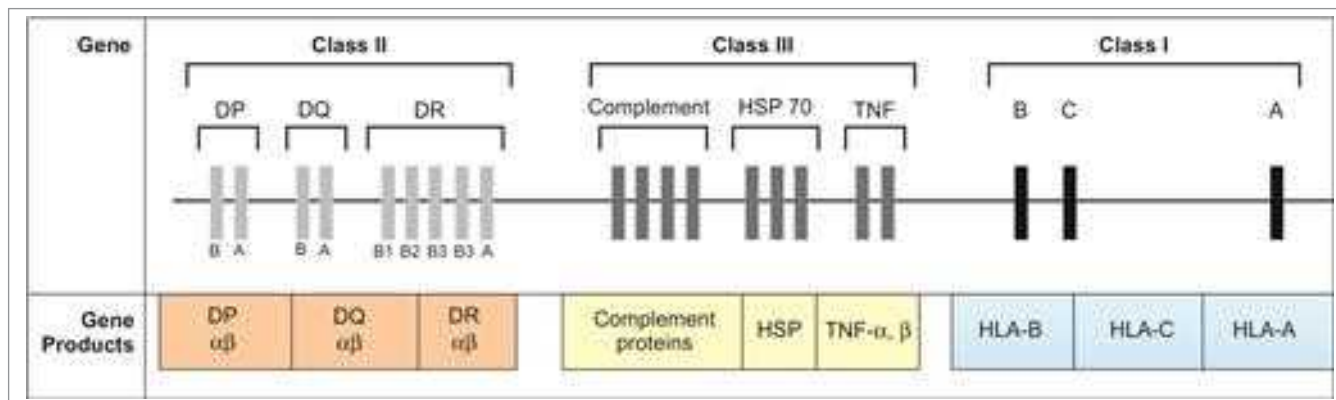 Gene
Class II
Class III
Class I
DP
DQ
DR
Complement
HSP 70
TNF
B
C
A
B A
B A
B1 B2 B3 B3 A
Gene
Products
DP
αβ
DQ
αβ
DR
αβ
Complement
proteins
HSP
TNF-α, β
HLA-B
HLA-C
HLA-A